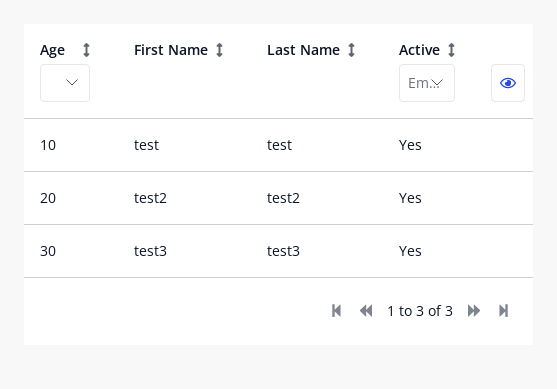 Age First Name Last Name Active
Em...
10 test test Yes
20 test2 test2 Yes
30 test3 test3 Yes
1 to 3 of 3